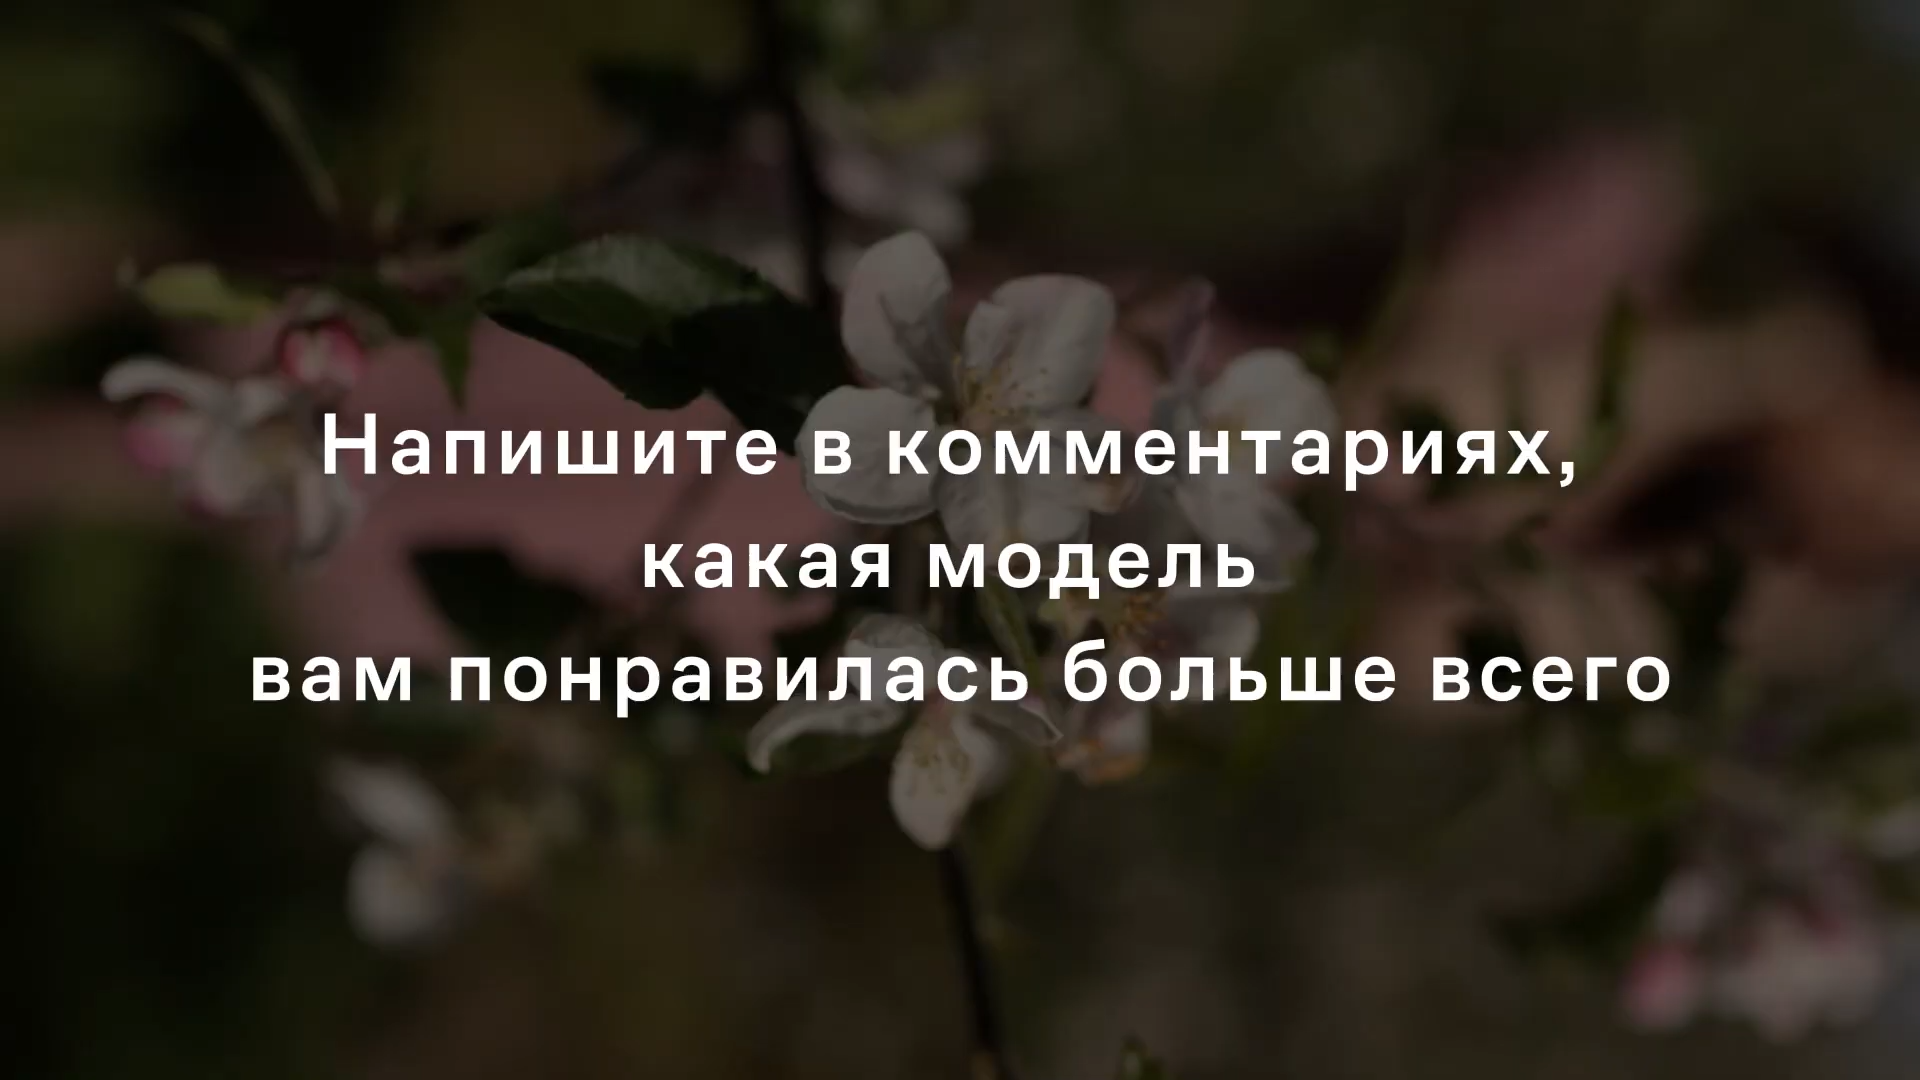 Напишите в комментариях,
какая модель
вам понравилась больше всего